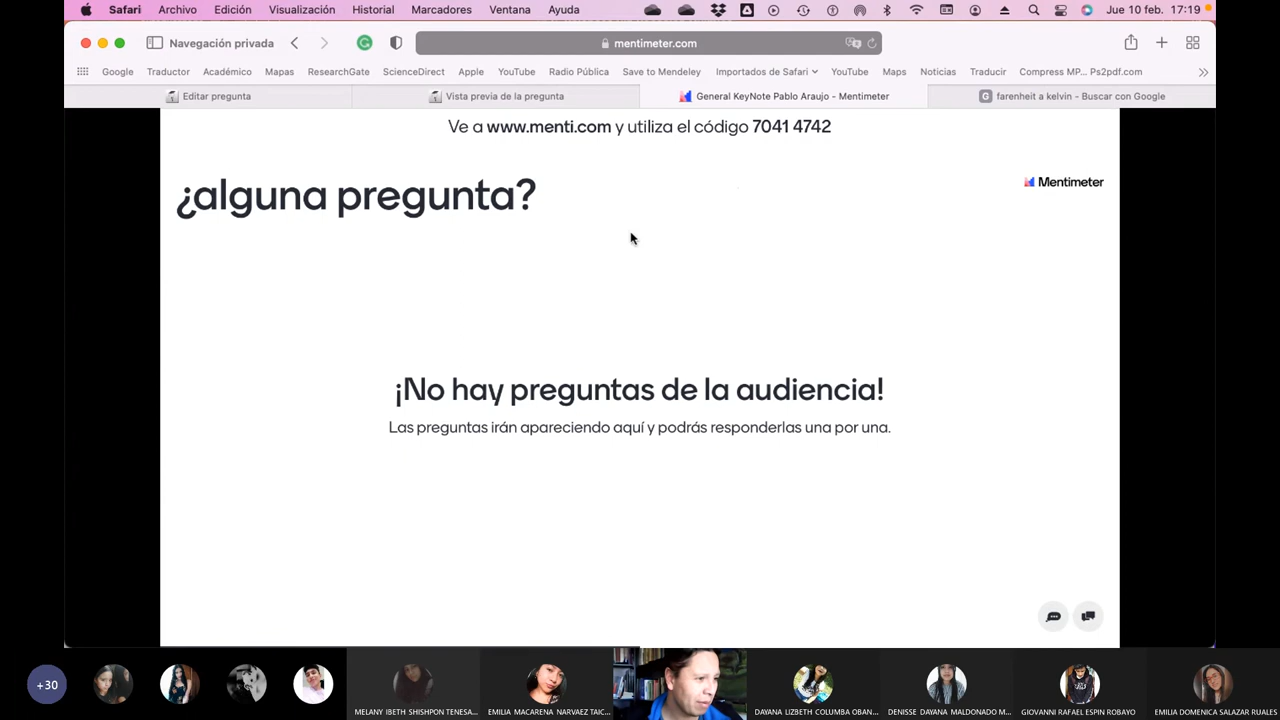 Safari Archivo Edición Visualización Historial Marcadores Ventana Ayuda Jue 10 feb. 17:19
Navegación privada mentimeter.com
Google Traductor Académico Mapas ResearchGate ScienceDirect Apple YouTube Radio Pública Save to Mendeley Importados de Safari YouTube Maps Noticias Traducir Compress MP... Ps2pdf.com
Editar pregunta Vista previa de la pregunta General KeyNote Pablo Araujo - Mentimeter G farenheit a kelvin - Buscar con Google
Ve a www.menti.com y utiliza el código 7041 4742
Mentimeter
¿alguna pregunta?
¡No hay preguntas de la audiencia!
Las preguntas irán apareciendo aquí y podrás responderlas una por una.
+30
MELANY IBETH SHISHPON TENESA... EMILIA MACARENA NARVAEZ TAIC... DAYANA LIZBETH COLUMBA OBAN... DENISSE DAYANA MALDONADO M... GIOVANNI RAFAEL ESPIN ROBAYO EMILIA DOMENICA SALAZAR RUALES